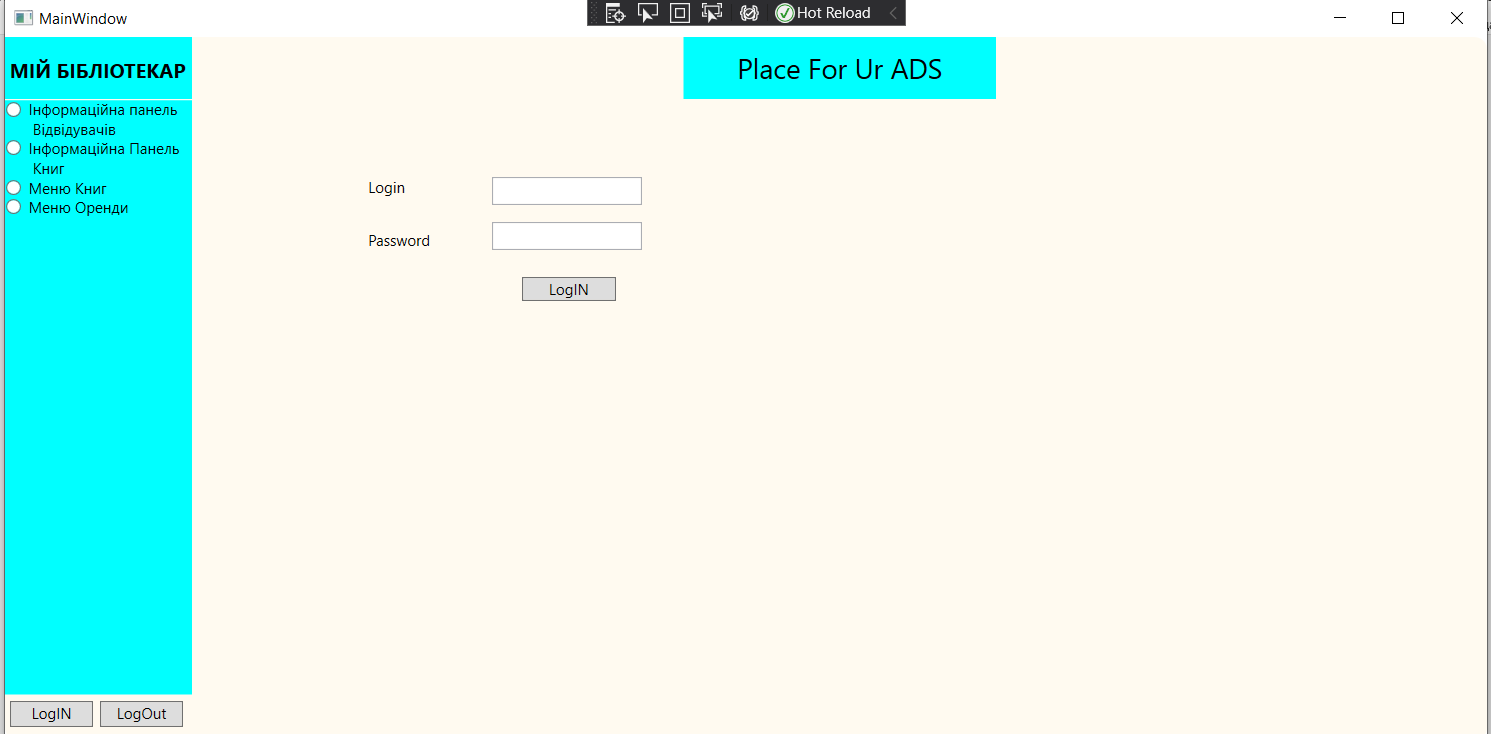 MainWindow
Hot Reload
МІЙ БІБЛІОТЕКАР
Place For Ur ADS
Інформаційна панель
Відвідувачів
Інформаційна Панель
Книг
Меню Книг
Меню Оренди
Login
Password
LogIN
LogIN
LogOut